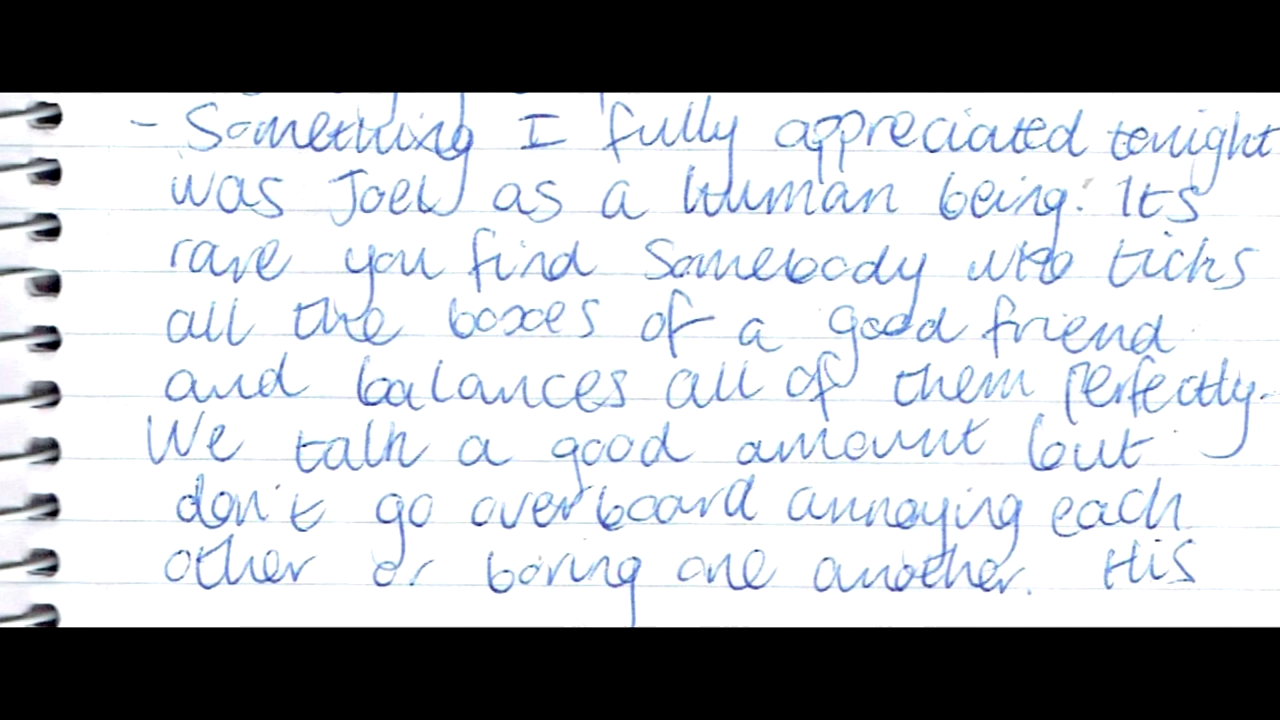 - Something I fully appreciated tonight
was Joel as a human being. Its
rare you find somebody who ticks
all the boxes of a good friend
and balances all of them perfectly.
We talk a good amount but
don't go overboard annoying each
other or boring one another. His